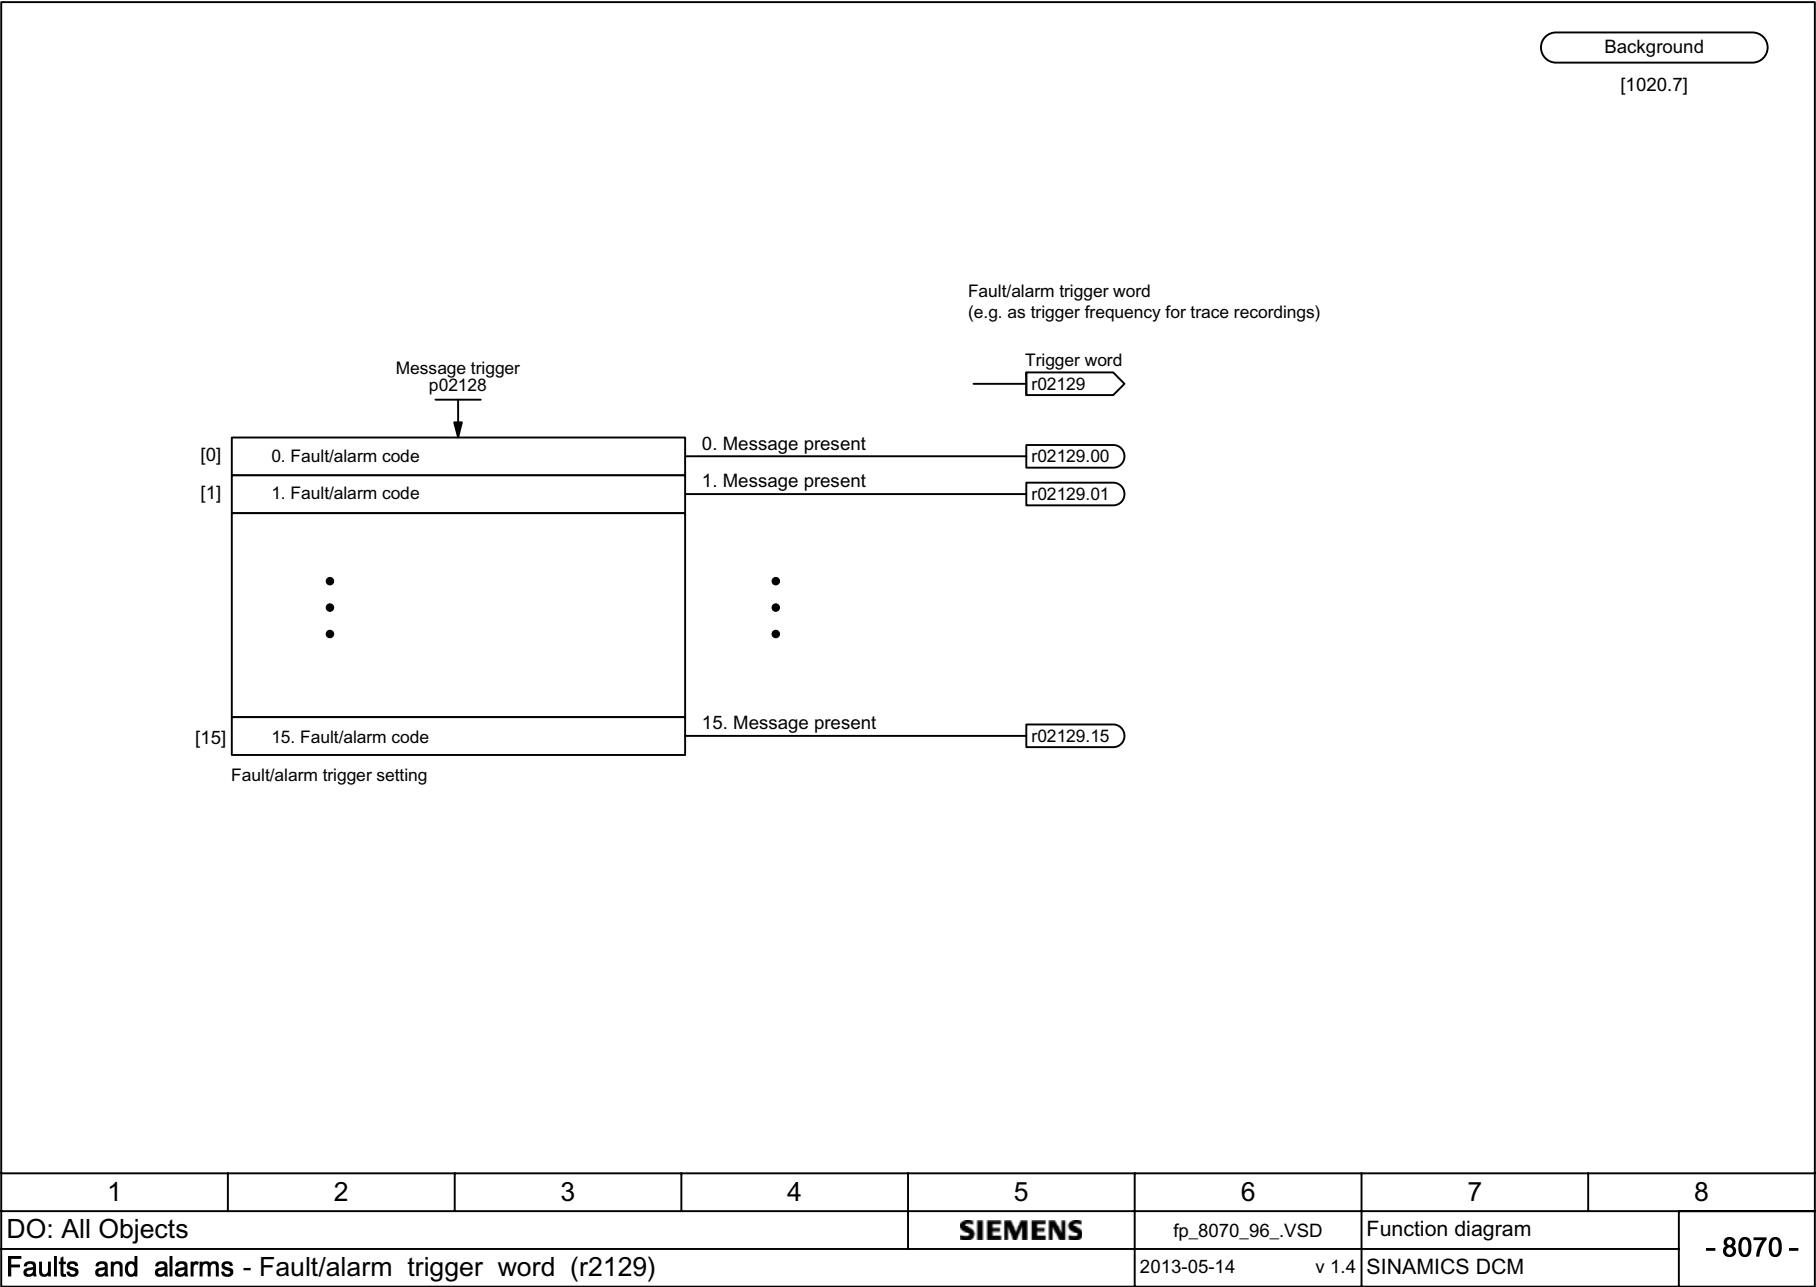 Background
[1020.7]
Fault/alarm trigger word
(e.g. as trigger frequency for trace recordings)
Message trigger
p02128
Trigger word
r02129
[0] 0. Fault/alarm code 0. Message present r02129.00
[1] 1. Fault/alarm code 1. Message present r02129.01
[15] 15. Fault/alarm code 15. Message present r02129.15
Fault/alarm trigger setting
1 2 3 4 5 6 7 8
DO: All Objects SIEMENS fp_8070_96_.VSD Function diagram - 8070 -
Faults and alarms - Fault/alarm trigger word (r2129) 2013-05-14 v 1.4 SINAMICS DCM